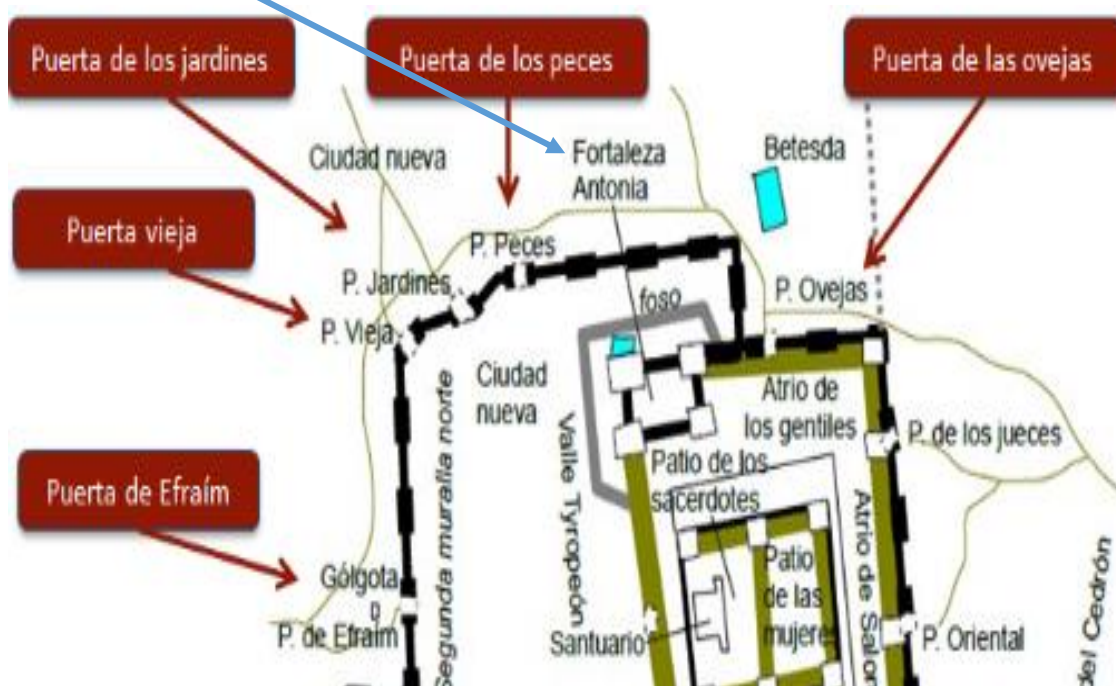 Puerta de los jardines
Puerta de los peces
Puerta de las ovejas
Ciudad nueva
Fortaleza
Antonia
Betesda
Puerta vieja
P. Peces
P. Jardines
P. Ovejas
foso
P. Vieja
Ciudad
nueva
Atrio de
los gentiles
P. de los jueces
Segunda muralla norte
Valle Tyropeón
Patio de los
sacerdotes
Puerta de Efraím
Atrio de Salon
Patio
de las
mujeres
Gólgota
P. de Efraim
Santuario
P. Oriental
del Cedrón